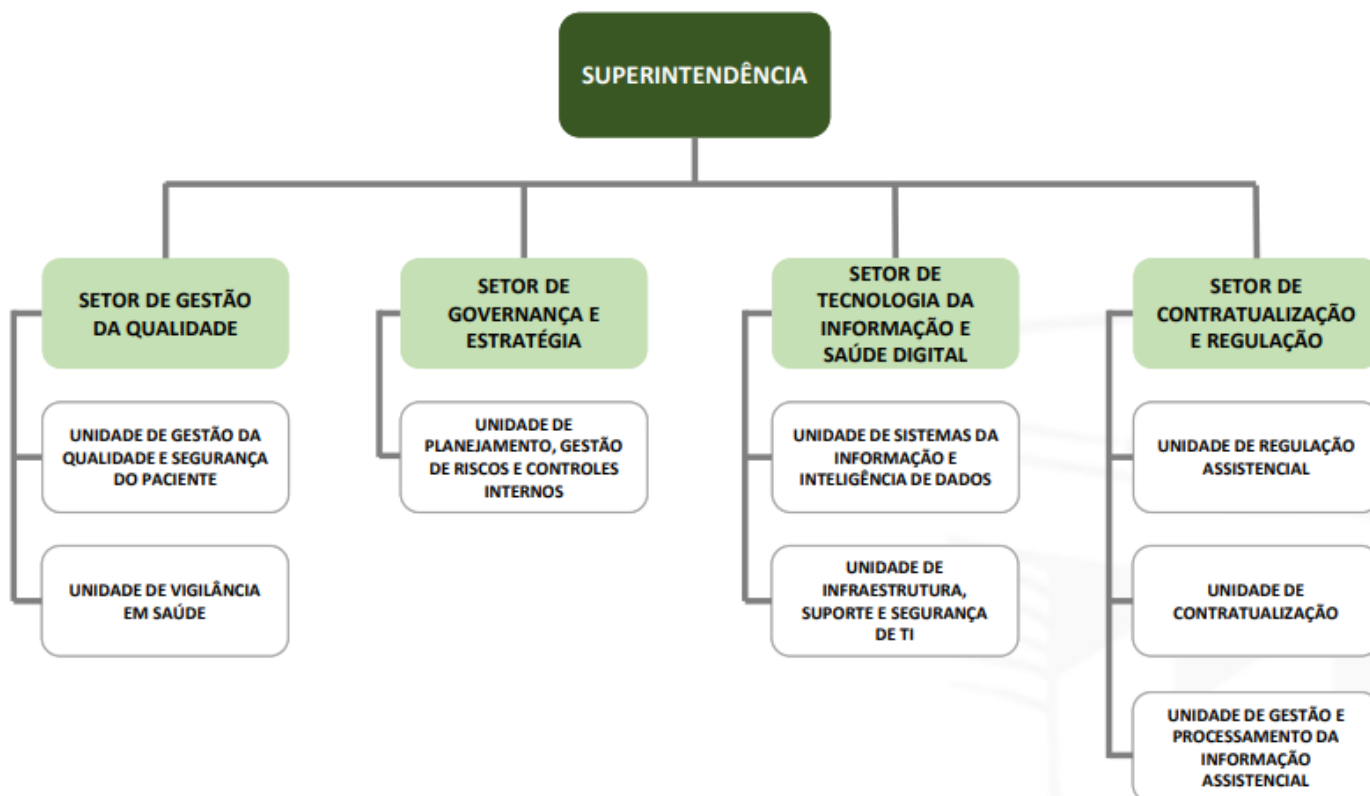 SUPERINTENDÊNCIA
SETOR DE GESTÃO
DA QUALIDADE
UNIDADE DE GESTÃO DA
QUALIDADE E SEGURANÇA
DO PACIENTE
UNIDADE DE VIGILÂNCIA
EM SAÚDE
SETOR DE
GOVERNANÇA E
ESTRATÉGIA
UNIDADE DE
PLANEJAMENTO, GESTÃO
DE RISCOS E CONTROLES
INTERNOS
SETOR DE
TECNOLOGIA DA
INFORMAÇÃO E
SAÚDE DIGITAL
UNIDADE DE SISTEMAS DA
INFORMAÇÃO E
INTELIGÊNCIA DE DADOS
UNIDADE DE
INFRAESTRUTURA,
SUPORTE E SEGURANÇA
DE TI
SETOR DE
CONTRATUALIZAÇÃO
E REGULAÇÃO
UNIDADE DE REGULAÇÃO
ASSISTENCIAL
UNIDADE DE
CONTRATUALIZAÇÃO
UNIDADE DE GESTÃO E
PROCESSAMENTO DA
INFORMAÇÃO
ASSISTENCIAL